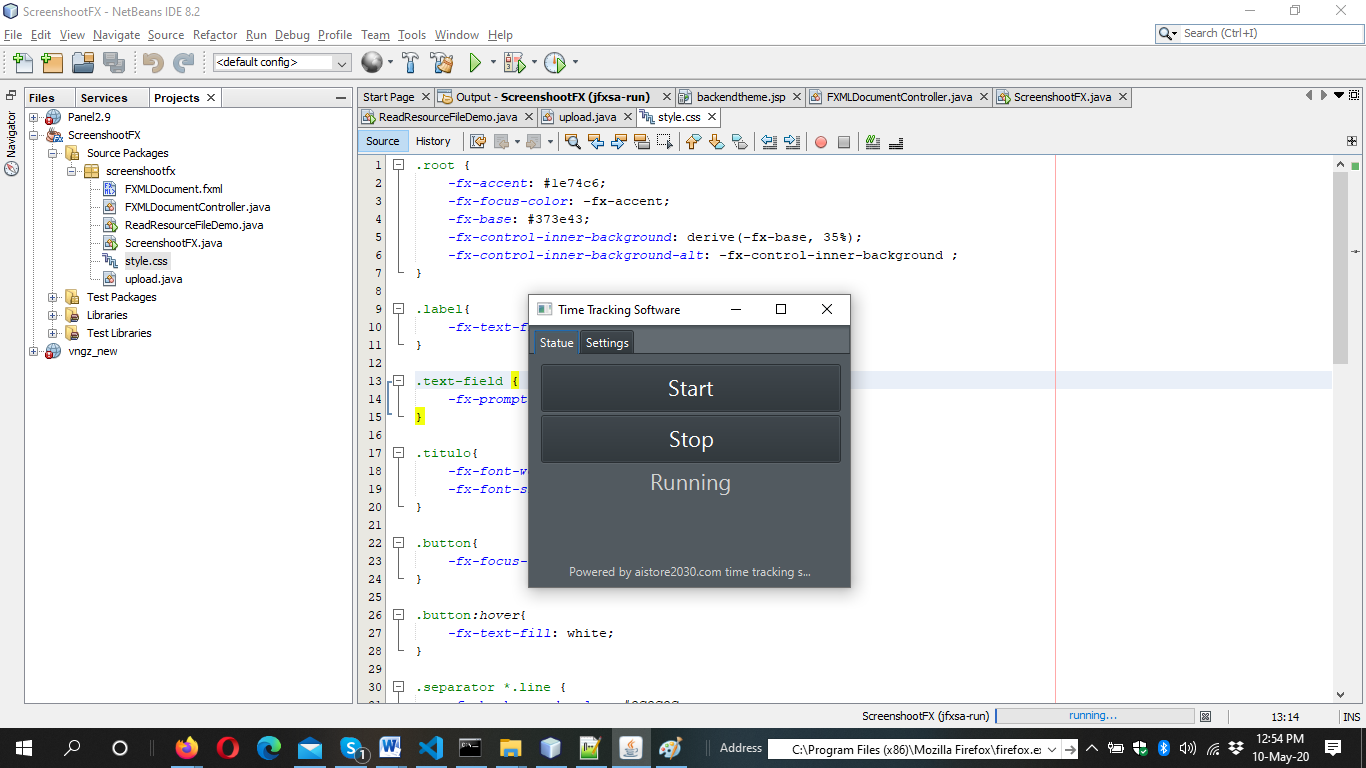 ScreenshootFX - NetBeans IDE 8.2
File Edit View Navigate Source Refactor Run Debug Profile Team Tools Window Help
Search (Ctrl+I)
<default config>
Files Services Projects
Start Page Output - ScreenshootFX (jfxsa-run) backendtheme.jsp FXMLDocumentController.java ScreenshootFX.java
ReadResourceFileDemo.java upload.java style.css
Source History
Navigator
Panel2.9
ScreenshootFX
Source Packages
screenshootfx
FXMLDocument.fxml
FXMLDocumentController.java
ReadResourceFileDemo.java
ScreenshootFX.java
style.css
upload.java
Test Packages
Libraries
Test Libraries
vngz_new
1 .root {
2 -fx-accent: #1e74c6;
3 -fx-focus-color: -fx-accent;
4 -fx-base: #373e43;
5 -fx-control-inner-background: derive(-fx-base, 35%);
6 -fx-control-inner-background-alt: -fx-control-inner-background ;
7 }
8
9 .label{
10 -fx-text-f
11 }
12
13 .text-field {
14 -fx-prompt
15 }
16
17 .titulo{
18 -fx-font-w
19 -fx-font-s
20 }
21
22 .button{
23 -fx-focus-
24 }
25
26 .button:hover{
27 -fx-text-fill: white;
28 }
29
30 .separator *.line {
Time Tracking Software
Statue Settings
Start
Stop
Running
Powered by aistore2030.com time tracking s...
ScreenshootFX (jfxsa-run) running... 13:14 INS
Address C:\Program Files (x86)\Mozilla Firefox\firefox.ex
12:54 PM
10-May-20